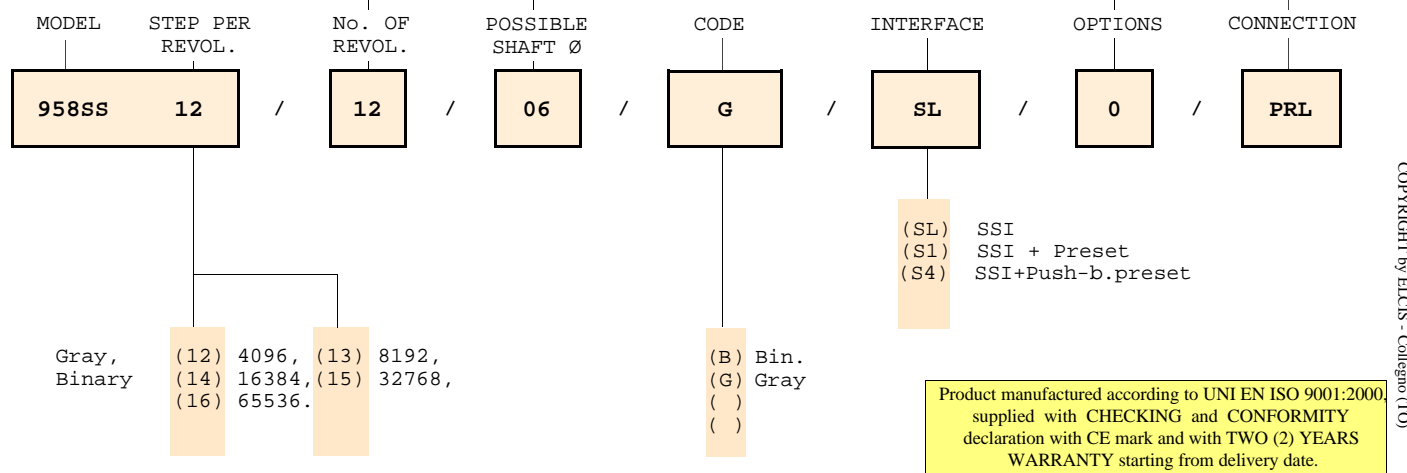 MODEL STEP PER REVOL. No. OF REVOL. POSSIBLE SHAFT Ø CODE INTERFACE OPTIONS CONNECTION
958SS 12 / 12 / 06 / G / SL / 0 / PRL
(SL) SSI
(S1) SSI + Preset
(S4) SSI+Push-b.preset
Gray, (12) 4096, (13) 8192,
Binary (14) 16384,(15) 32768,
(16) 65536.
(B) Bin.
(G) Gray
( )
( )
Product manufactured according to UNI EN ISO 9001:2000,
supplied with CHECKING and CONFORMITY
declaration with CE mark and with TWO (2) YEARS
WARRANTY starting from delivery date.
COPYRIGHT by ELCIS - Collegno (TO)